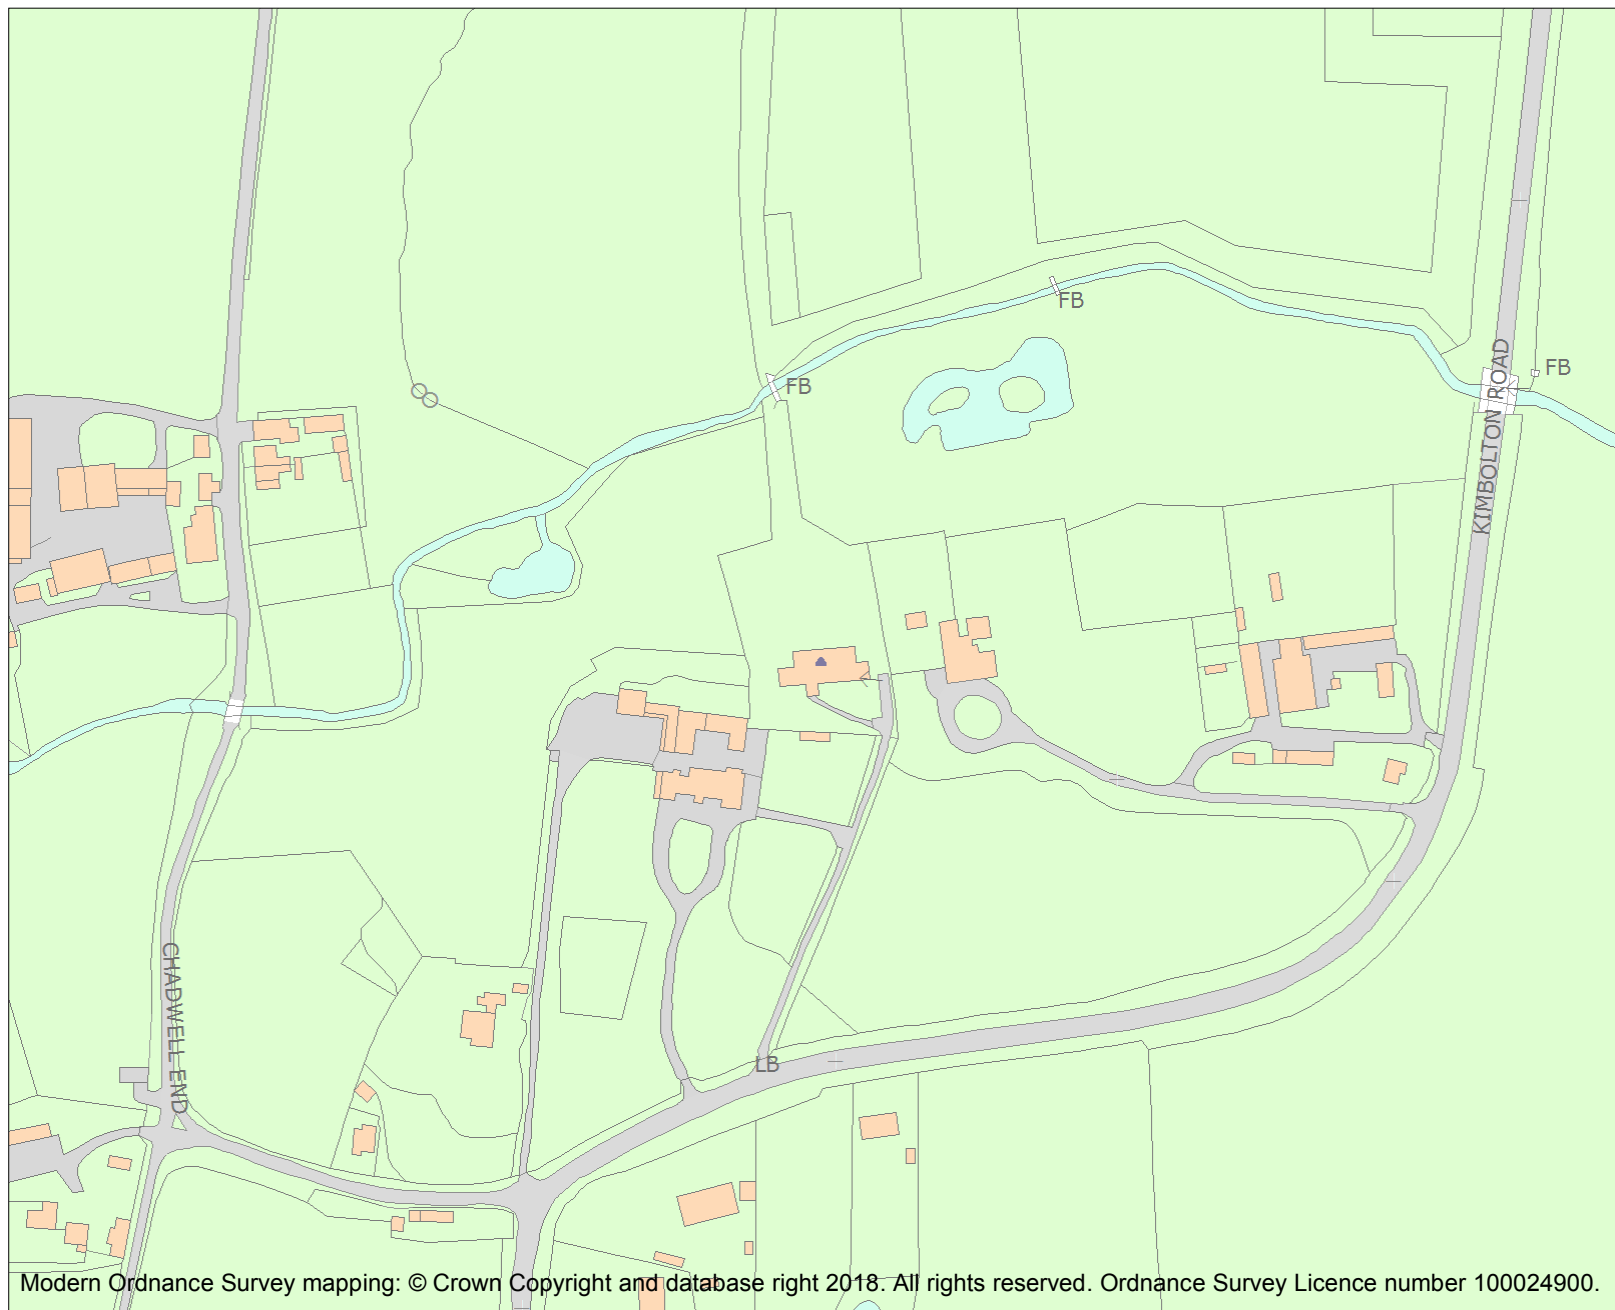 FB
KIMBOLTON ROAD
FB
FB
CHADWELL END
LB
Modern Ordnance Survey mapping: © Crown Copyright and database right 2018. All rights reserved. Ordnance Survey Licence number 100024900.